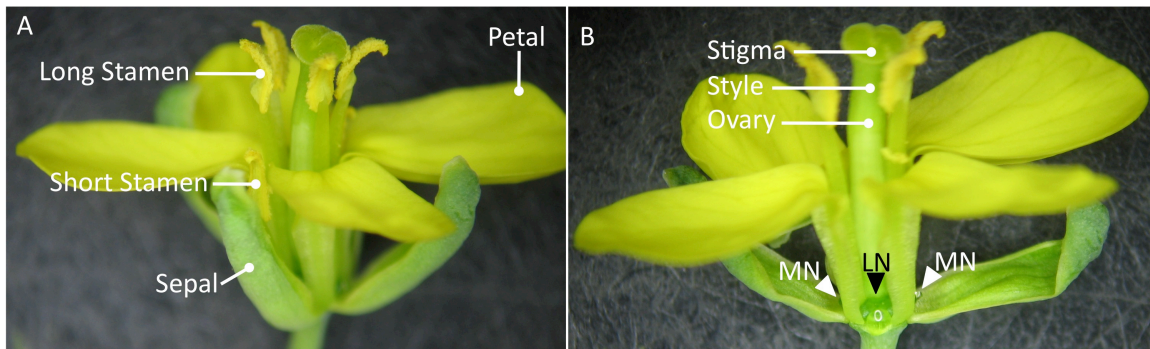 A
Petal
Long Stamen
Short Stamen
Sepal
B
Stigma
Style
Ovary
MN
LN
MN